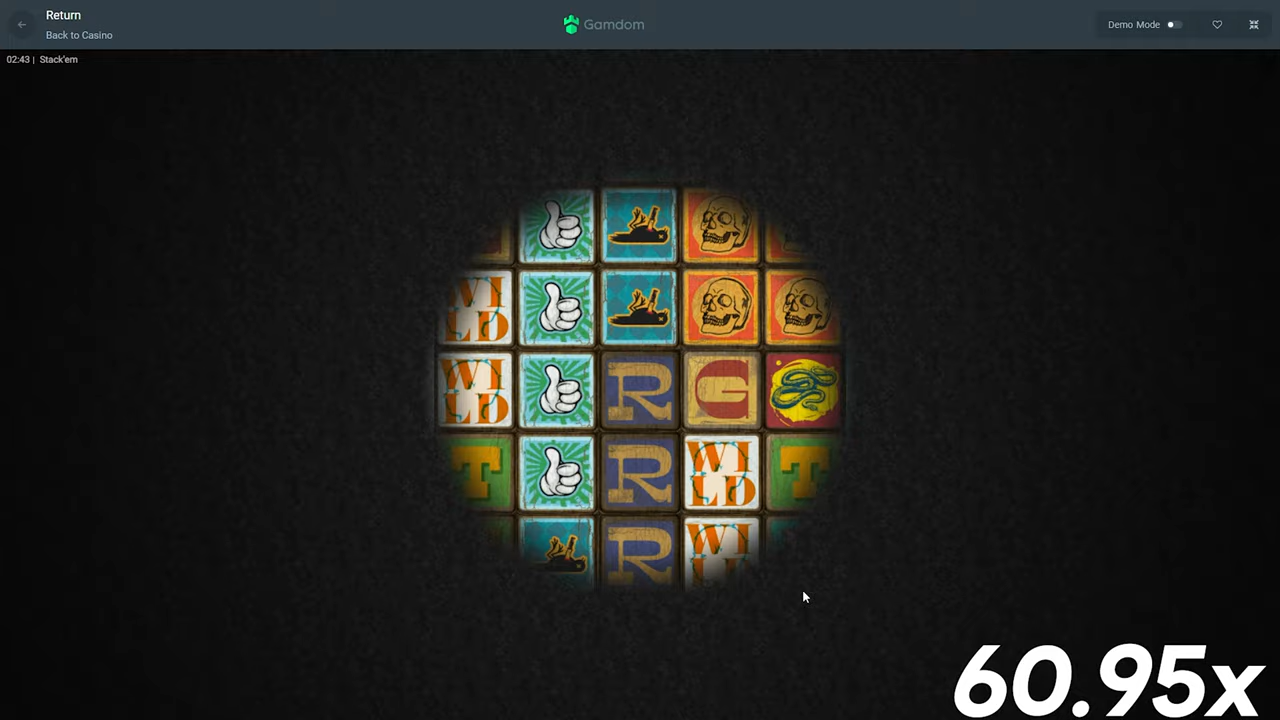 Return
Back to Casino
Gamdom
Demo Mode
02:43 | Stack'em
WI
LD
WI
LD
R
G
T
R
WI
LD
T
R
WI
60.95x